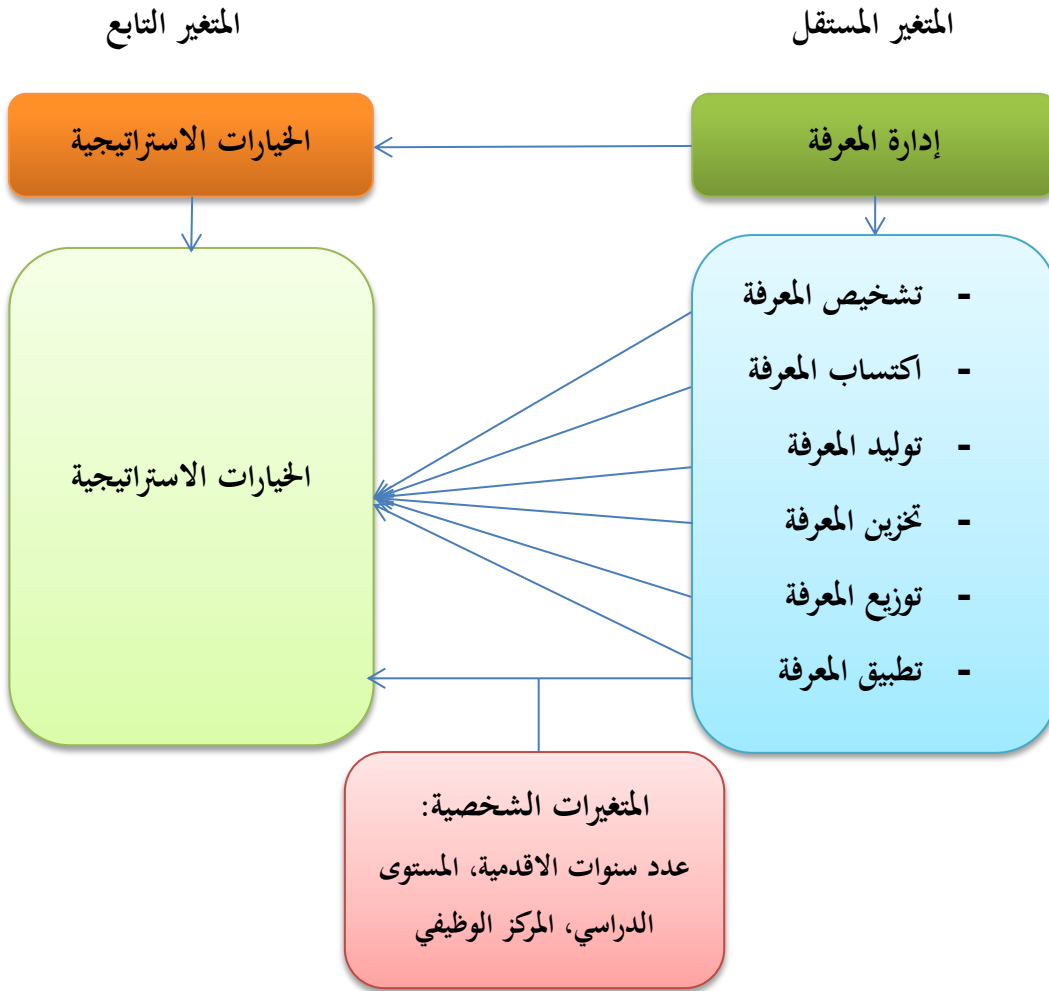 المتغير المستقل
المتغير التابع
إدارة المعرفة
الخيارات الاستراتيجية
- تشخيص المعرفة
- اكتساب المعرفة
- توليد المعرفة
- تخزين المعرفة
- توزيع المعرفة
- تطبيق المعرفة
الخيارات الاستراتيجية
المتغيرات الشخصية:
عدد سنوات الاقدمية، المستوى
الدراسي، المركز الوظيفي